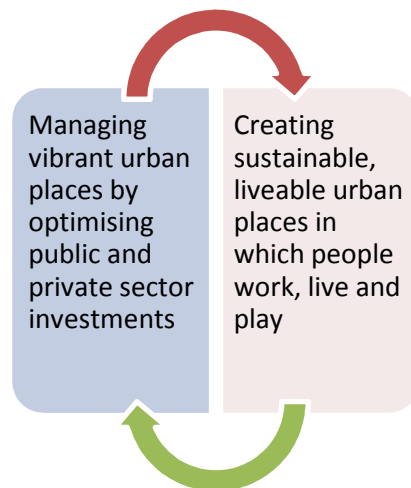 Managing
vibrant urban
places by
optimising
public and
private sector
investments
Creating
sustainable,
liveable urban
places in
which people
work, live and
play